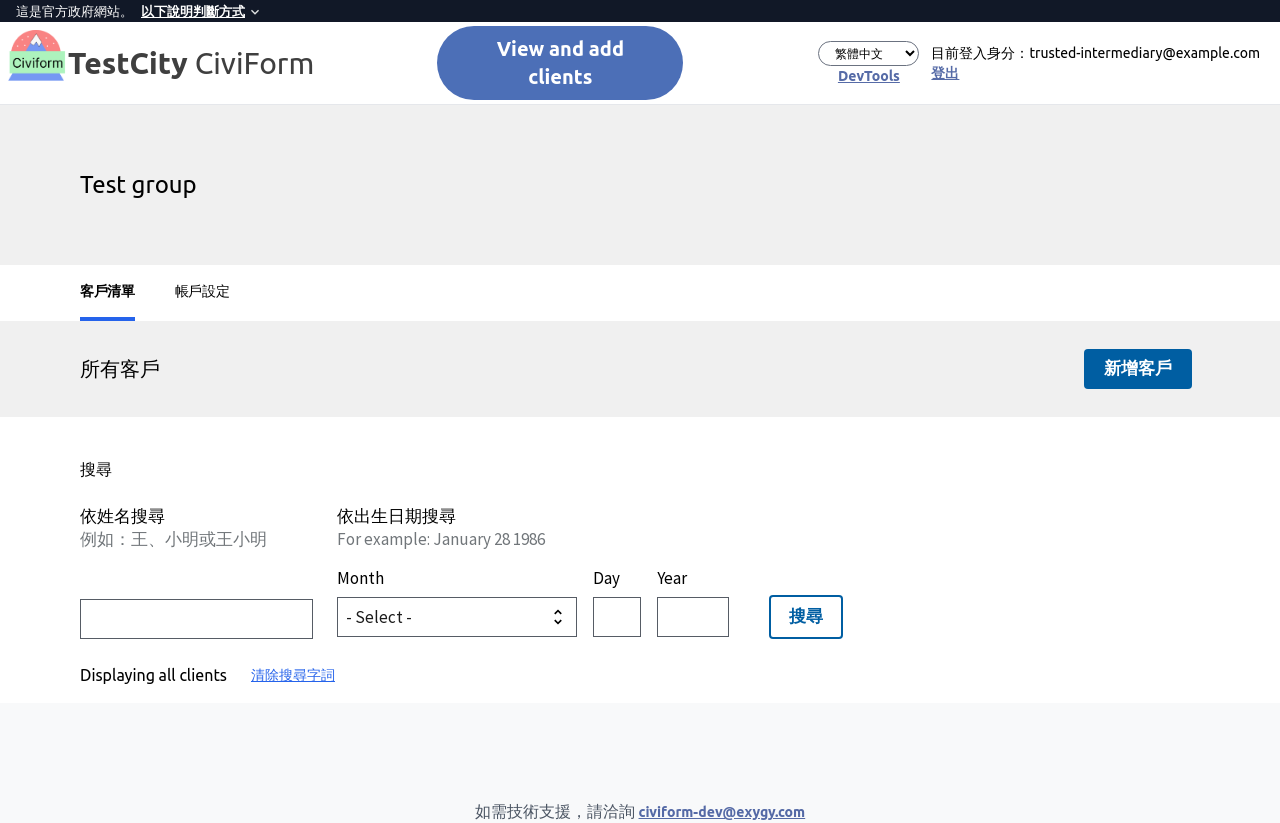 這是官方政府網站。 以下說明判斷方式
Civiform
TestCity CiviForm
View and add
clients
繁體中文
DevTools
目前登入身分：trusted-intermediary@example.com
登出
Test group
客戶清單 帳戶設定
所有客戶
新增客戶
搜尋
依姓名搜尋
例如：王、小明或王小明
依出生日期搜尋
For example: January 28 1986
Month Day Year
- Select -
搜尋
Displaying all clients 清除搜尋字詞
如需技術支援，請洽詢 civiform-dev@exygy.com